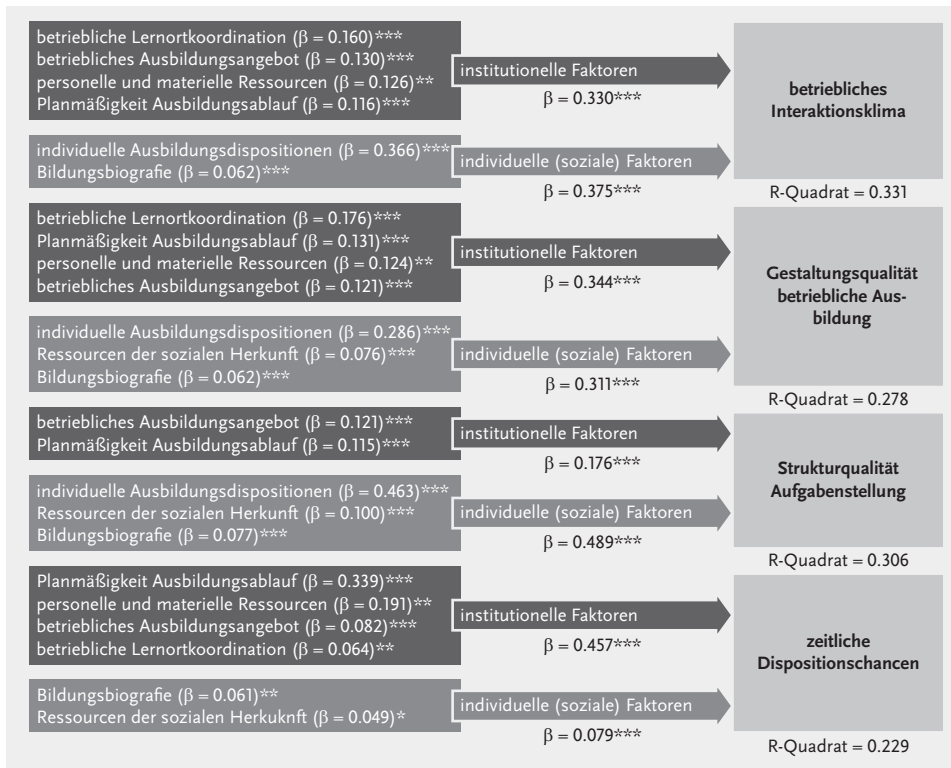 betriebliche Lernortkoordination (β = 0.160)***
betriebliches Ausbildungsangebot (β = 0.130)***
personelle und materielle Ressourcen (β = 0.126)**
Planmäßigkeit Ausbildungsablauf (β = 0.116)***
institutionelle Faktoren
β = 0.330***
individuelle Ausbildungsdispositionen (β = 0.366)***
Bildungsbiografie (β = 0.062)***
individuelle (soziale) Faktoren
β = 0.375***
betriebliches
Interaktionsklima
R-Quadrat = 0.331
betriebliche Lernortkoordination (β = 0.176)***
Planmäßigkeit Ausbildungsablauf (β = 0.131)***
personelle und materielle Ressourcen (β = 0.124)**
betriebliches Ausbildungsangebot (β = 0.121)***
institutionelle Faktoren
β = 0.344***
individuelle Ausbildungsdispositionen (β = 0.286)***
Ressourcen der sozialen Herkunft (β = 0.076)***
Bildungsbiografie (β = 0.062)***
individuelle (soziale) Faktoren
β = 0.311***
Gestaltungsqualität
betriebliche Aus-
bildung
R-Quadrat = 0.278
betriebliches Ausbildungsangebot (β = 0.121)***
Planmäßigkeit Ausbildungsablauf (β = 0.115)***
institutionelle Faktoren
β = 0.176***
individuelle Ausbildungsdispositionen (β = 0.463)***
Ressourcen der sozialen Herkunft (β = 0.100)***
Bildungsbiografie (β = 0.077)***
individuelle (soziale) Faktoren
β = 0.489***
Strukturqualität
Aufgabenstellung
R-Quadrat = 0.306
Planmäßigkeit Ausbildungsablauf (β = 0.339)***
personelle und materielle Ressourcen (β = 0.191)**
betriebliches Ausbildungsangebot (β = 0.082)***
betriebliche Lernortkoordination (β = 0.064)**
institutionelle Faktoren
β = 0.457***
Bildungsbiografie (β = 0.061)**
Ressourcen der sozialen Herkuknft (β = 0.049)*
individuelle (soziale) Faktoren
β = 0.079***
zeitliche
Dispositionschancen
R-Quadrat = 0.229